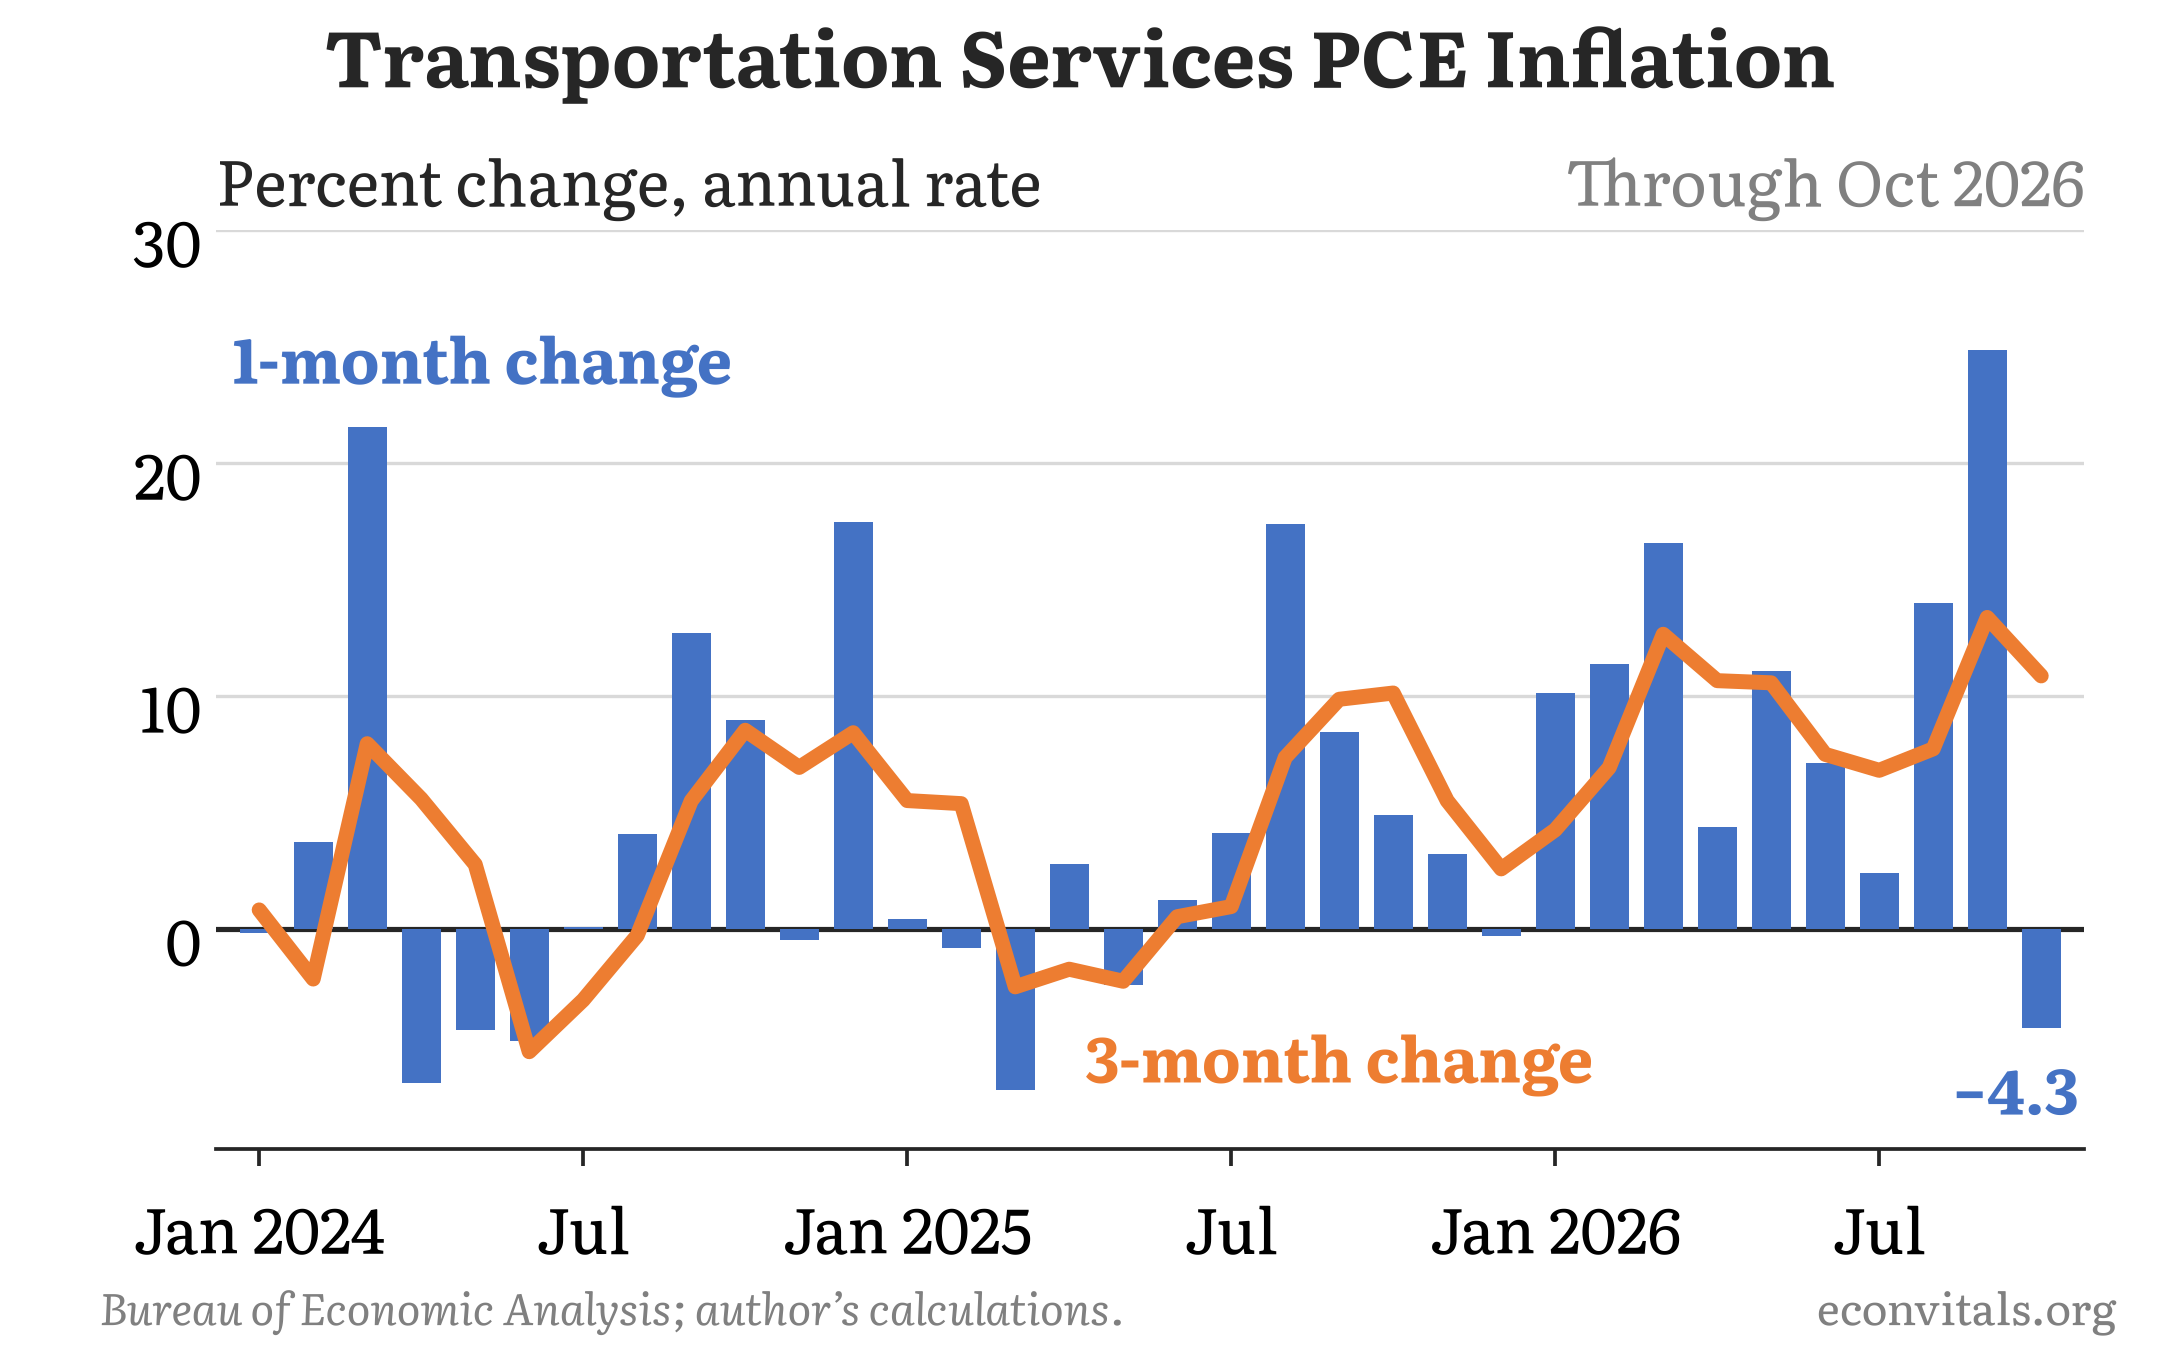 Transportation Services PCE Inflation
Percent change, annual rate
Through Oct 2026
30
1-month change
20
10
0
3-month change
−4.3
Jan 2024 Jul Jan 2025 Jul Jan 2026 Jul
Bureau of Economic Analysis; author’s calculations.
econvitals.org